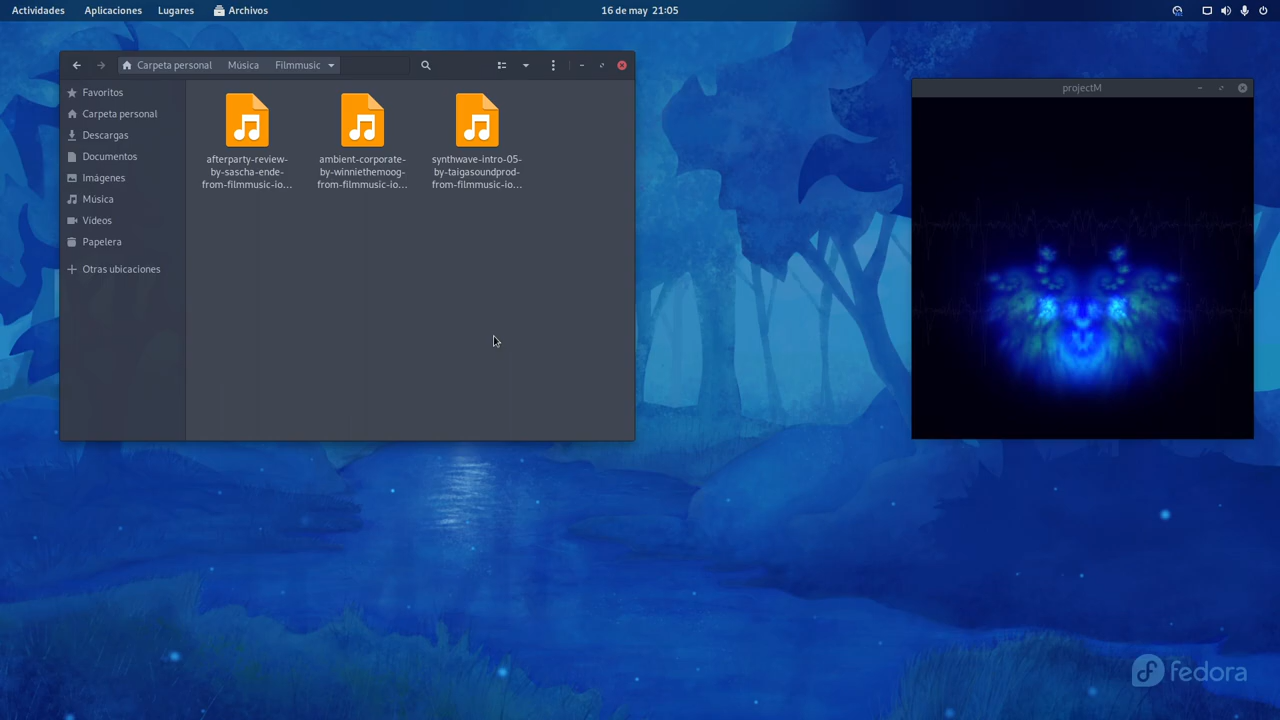 Actividades Aplicaciones Lugares Archivos 16 de may 21:05
Carpeta personal Música Filmmusic
projectM
Favoritos
Carpeta personal
Descargas
Documentos
Imágenes
Música
Vídeos
Papelera
Otras ubicaciones
afterparty-review-
by-sascha-ende-
from-filmmusic-io...
ambient-corporate-
by-winniethemoog-
from-filmmusic-io...
synthwave-intro-05-
by-taigasoundprod-
from-filmmusic-io...
fedora